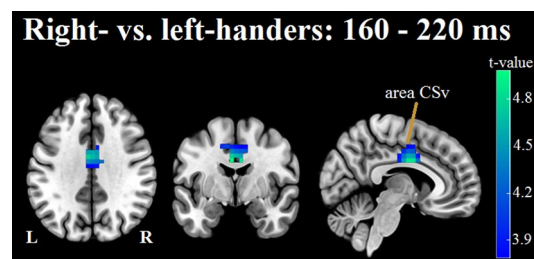 Right- vs. left-handers: 160 - 220 ms
t-value
area CSv
4.8
4.5
4.2
3.9
L R